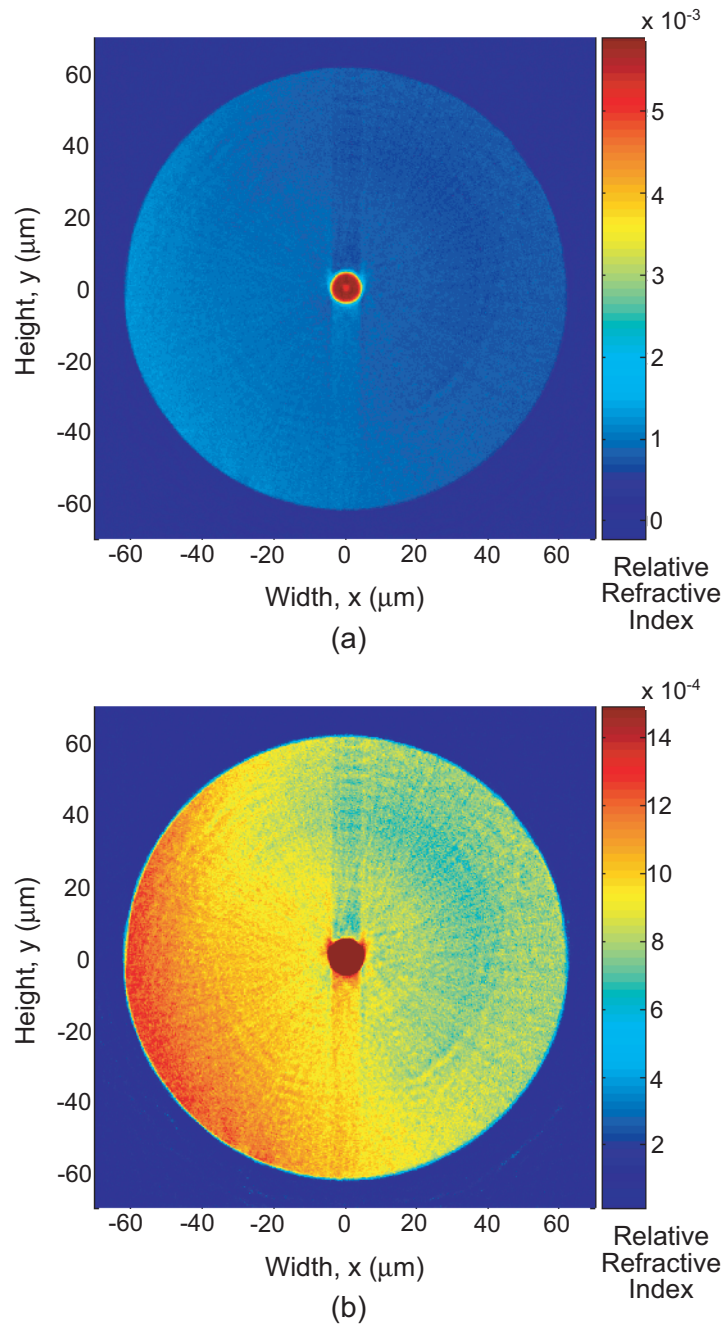 x 10-3
60
40
20
0
-20
-40
-60
Height, y (μm)
-60
-40
-20
0
20
40
60
Width, x (μm)
(a)
5
4
3
2
1
0
Relative
Refractive
Index
x 10-4
60
40
20
0
-20
-40
-60
Height, y (μm)
-60
-40
-20
0
20
40
60
Width, x (μm)
(b)
14
12
10
8
6
4
2
Relative
Refractive
Index